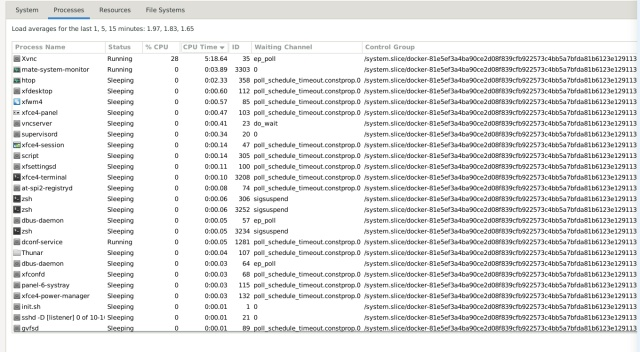 System Processes Resources File Systems
Load averages for the last 1, 5, 15 minutes: 1.97, 1.83, 1.65
Process Name Status % CPU CPU Time ID Waiting Channel Control Group
Xvnc Running 28 5:18.64 35 ep_poll /system.slice/docker-81e5ef3a4ba90ce2d08f839cfb922573c4bb5a7bfda81b6123e129113
mate-system-monitor Running 0 0:03.89 3303 0 /system.slice/docker-81e5ef3a4ba90ce2d08f839cfb922573c4bb5a7bfda81b6123e129113
htop Sleeping 0 0:02.33 358 poll_schedule_timeout.constprop.0 /system.slice/docker-81e5ef3a4ba90ce2d08f839cfb922573c4bb5a7bfda81b6123e129113
xfdesktop Sleeping 0 0:00.60 112 poll_schedule_timeout.constprop.0 /system.slice/docker-81e5ef3a4ba90ce2d08f839cfb922573c4bb5a7bfda81b6123e129113
xfwm4 Sleeping 0 0:00.57 85 poll_schedule_timeout.constprop.0 /system.slice/docker-81e5ef3a4ba90ce2d08f839cfb922573c4bb5a7bfda81b6123e129113
xfce4-panel Sleeping 0 0:00.47 103 poll_schedule_timeout.constprop.0 /system.slice/docker-81e5ef3a4ba90ce2d08f839cfb922573c4bb5a7bfda81b6123e129113
vncserver Sleeping 0 0:00.41 23 do_wait /system.slice/docker-81e5ef3a4ba90ce2d08f839cfb922573c4bb5a7bfda81b6123e129113
supervisord Sleeping 0 0:00.34 20 0 /system.slice/docker-81e5ef3a4ba90ce2d08f839cfb922573c4bb5a7bfda81b6123e129113
xfce4-session Sleeping 0 0:00.14 47 poll_schedule_timeout.constprop.0 /system.slice/docker-81e5ef3a4ba90ce2d08f839cfb922573c4bb5a7bfda81b6123e129113
script Sleeping 0 0:00.14 305 poll_schedule_timeout.constprop.0 /system.slice/docker-81e5ef3a4ba90ce2d08f839cfb922573c4bb5a7bfda81b6123e129113
xfsettingsd Sleeping 0 0:00.11 100 poll_schedule_timeout.constprop.0 /system.slice/docker-81e5ef3a4ba90ce2d08f839cfb922573c4bb5a7bfda81b6123e129113
xfce4-terminal Sleeping 0 0:00.10 3208 poll_schedule_timeout.constprop.0 /system.slice/docker-81e5ef3a4ba90ce2d08f839cfb922573c4bb5a7bfda81b6123e129113
at-spi2-registryd Sleeping 0 0:00.08 74 poll_schedule_timeout.constprop.0 /system.slice/docker-81e5ef3a4ba90ce2d08f839cfb922573c4bb5a7bfda81b6123e129113
zsh Sleeping 0 0:00.06 306 sigsuspend /system.slice/docker-81e5ef3a4ba90ce2d08f839cfb922573c4bb5a7bfda81b6123e129113
zsh Sleeping 0 0:00.06 3252 sigsuspend /system.slice/docker-81e5ef3a4ba90ce2d08f839cfb922573c4bb5a7bfda81b6123e129113
dbus-daemon Sleeping 0 0:00.05 57 ep_poll /system.slice/docker-81e5ef3a4ba90ce2d08f839cfb922573c4bb5a7bfda81b6123e129113
zsh Sleeping 0 0:00.05 3234 sigsuspend /system.slice/docker-81e5ef3a4ba90ce2d08f839cfb922573c4bb5a7bfda81b6123e129113
dconf-service Running 0 0:00.05 1281 poll_schedule_timeout.constprop.0 /system.slice/docker-81e5ef3a4ba90ce2d08f839cfb922573c4bb5a7bfda81b6123e129113
Thunar Sleeping 0 0:00.04 107 poll_schedule_timeout.constprop.0 /system.slice/docker-81e5ef3a4ba90ce2d08f839cfb922573c4bb5a7bfda81b6123e129113
dbus-daemon Sleeping 0 0:00.03 64 ep_poll /system.slice/docker-81e5ef3a4ba90ce2d08f839cfb922573c4bb5a7bfda81b6123e129113
xfconfd Sleeping 0 0:00.03 68 poll_schedule_timeout.constprop.0 /system.slice/docker-81e5ef3a4ba90ce2d08f839cfb922573c4bb5a7bfda81b6123e129113
panel-6-systray Sleeping 0 0:00.03 115 poll_schedule_timeout.constprop.0 /system.slice/docker-81e5ef3a4ba90ce2d08f839cfb922573c4bb5a7bfda81b6123e129113
xfce4-power-manager Sleeping 0 0:00.03 132 poll_schedule_timeout.constprop.0 /system.slice/docker-81e5ef3a4ba90ce2d08f839cfb922573c4bb5a7bfda81b6123e129113
init.sh Sleeping 0 0:00.01 1 0 /system.slice/docker-81e5ef3a4ba90ce2d08f839cfb922573c4bb5a7bfda81b6123e129113
sshd -D [listener] 0 of 10-1 Sleeping 0 0:00.01 21 0 /system.slice/docker-81e5ef3a4ba90ce2d08f839cfb922573c4bb5a7bfda81b6123e129113
gvfsd Sleeping 0 0:00.01 89 poll_schedule_timeout.constprop.0 /system.slice/docker-81e5ef3a4ba90ce2d08f839cfb922573c4bb5a7bfda81b6123e129113